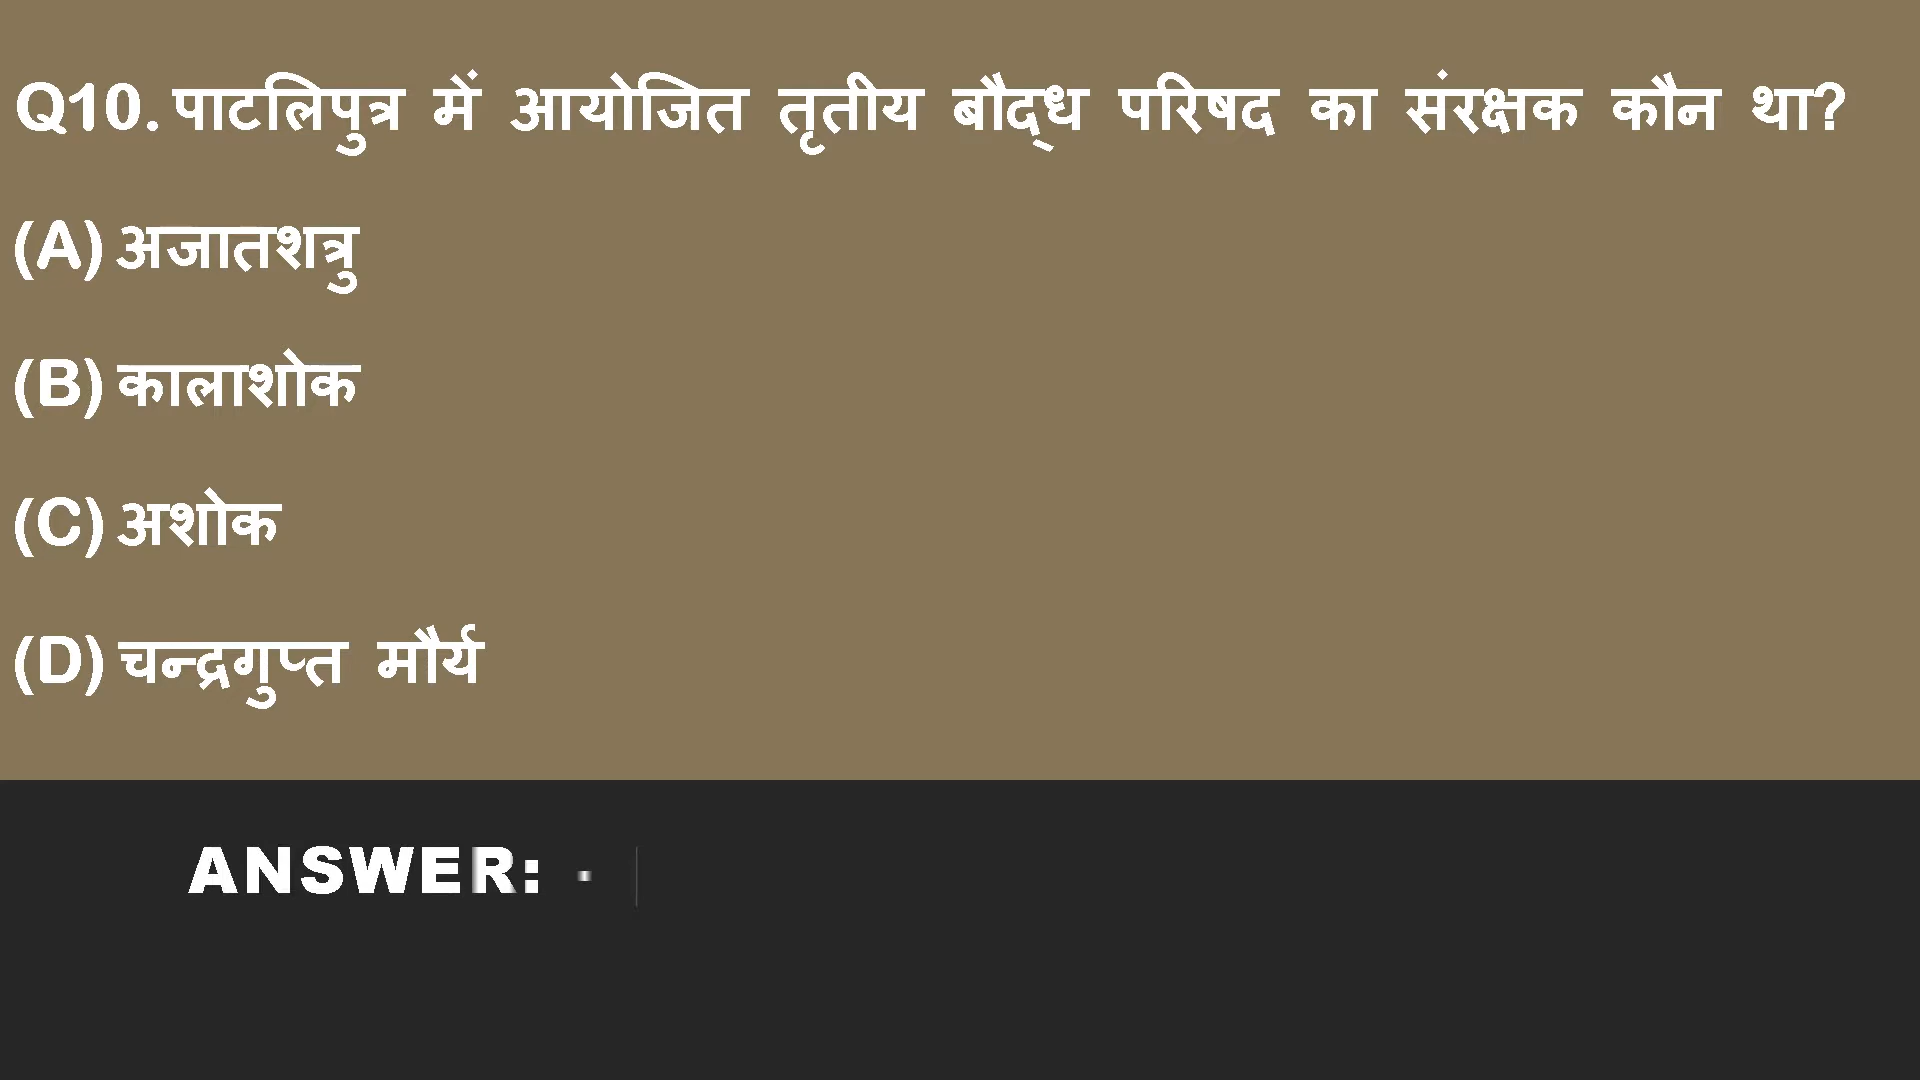 Q10. पाटलिपुत्र में आयोजित तृतीय बौद्ध परिषद का संरक्षक कौन था?
(A) अजातशत्रु
(B) कालाशोक
(C) अशोक
(D) चन्द्रगुप्त मौर्य
ANSWER: